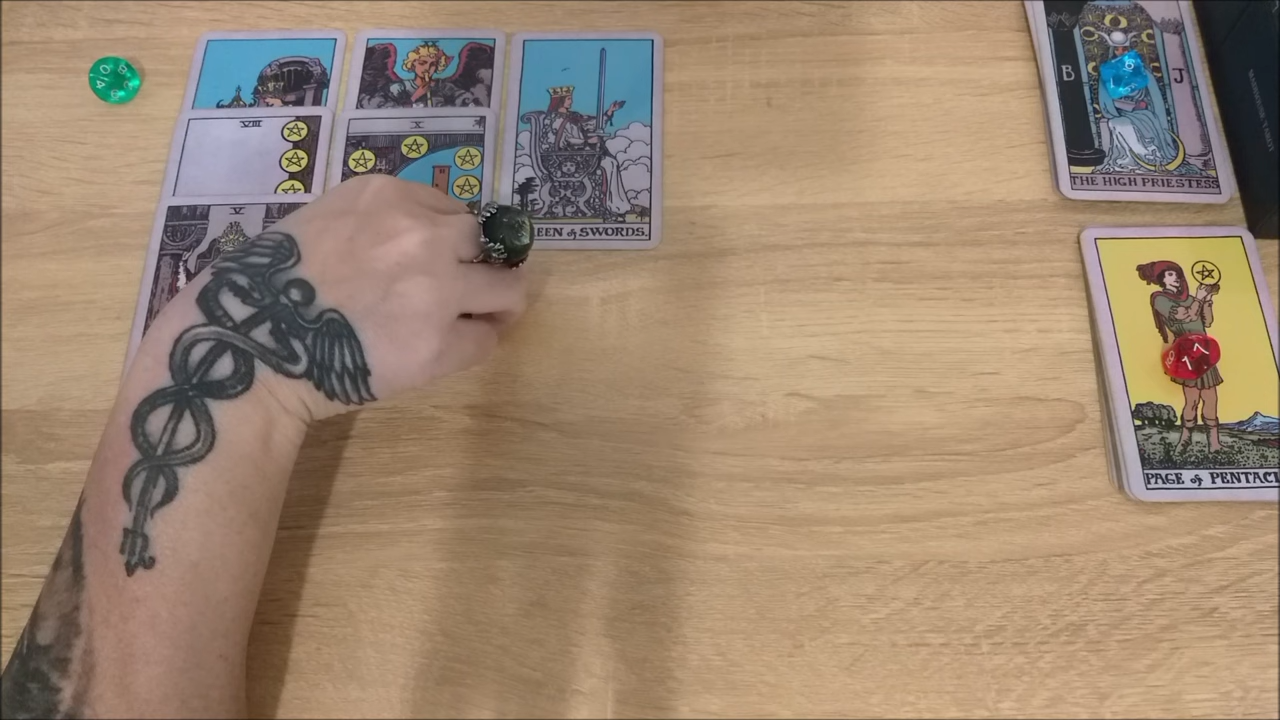 B J
THE HIGH PRIESTESS
VIII
X
V
EEN of SWORDS.
PAGE of PENTACL